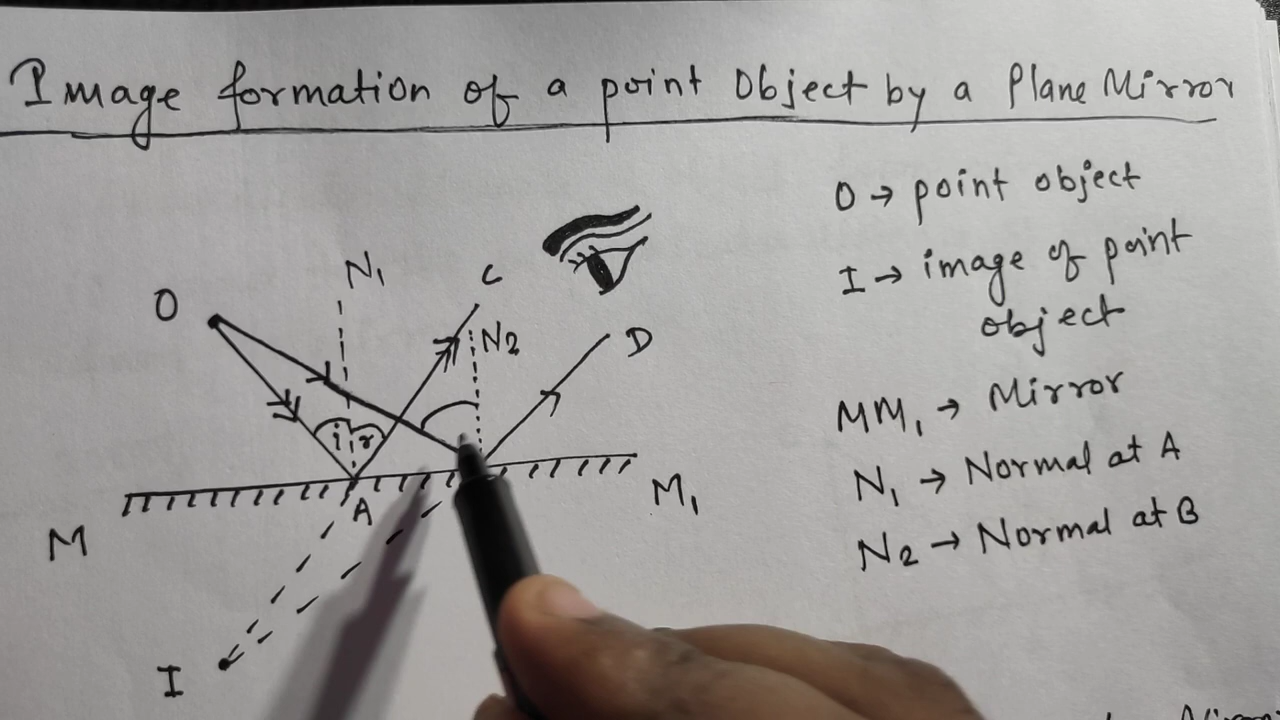 Image formation of a point Object by a Plane Mirror
O → point object
I → image of point
object
MM₁ → Mirror
N₁ → Normal at A
N₂ → Normal at B
N₁
C
O
N₂
D
i
r
A
M₁
M
I